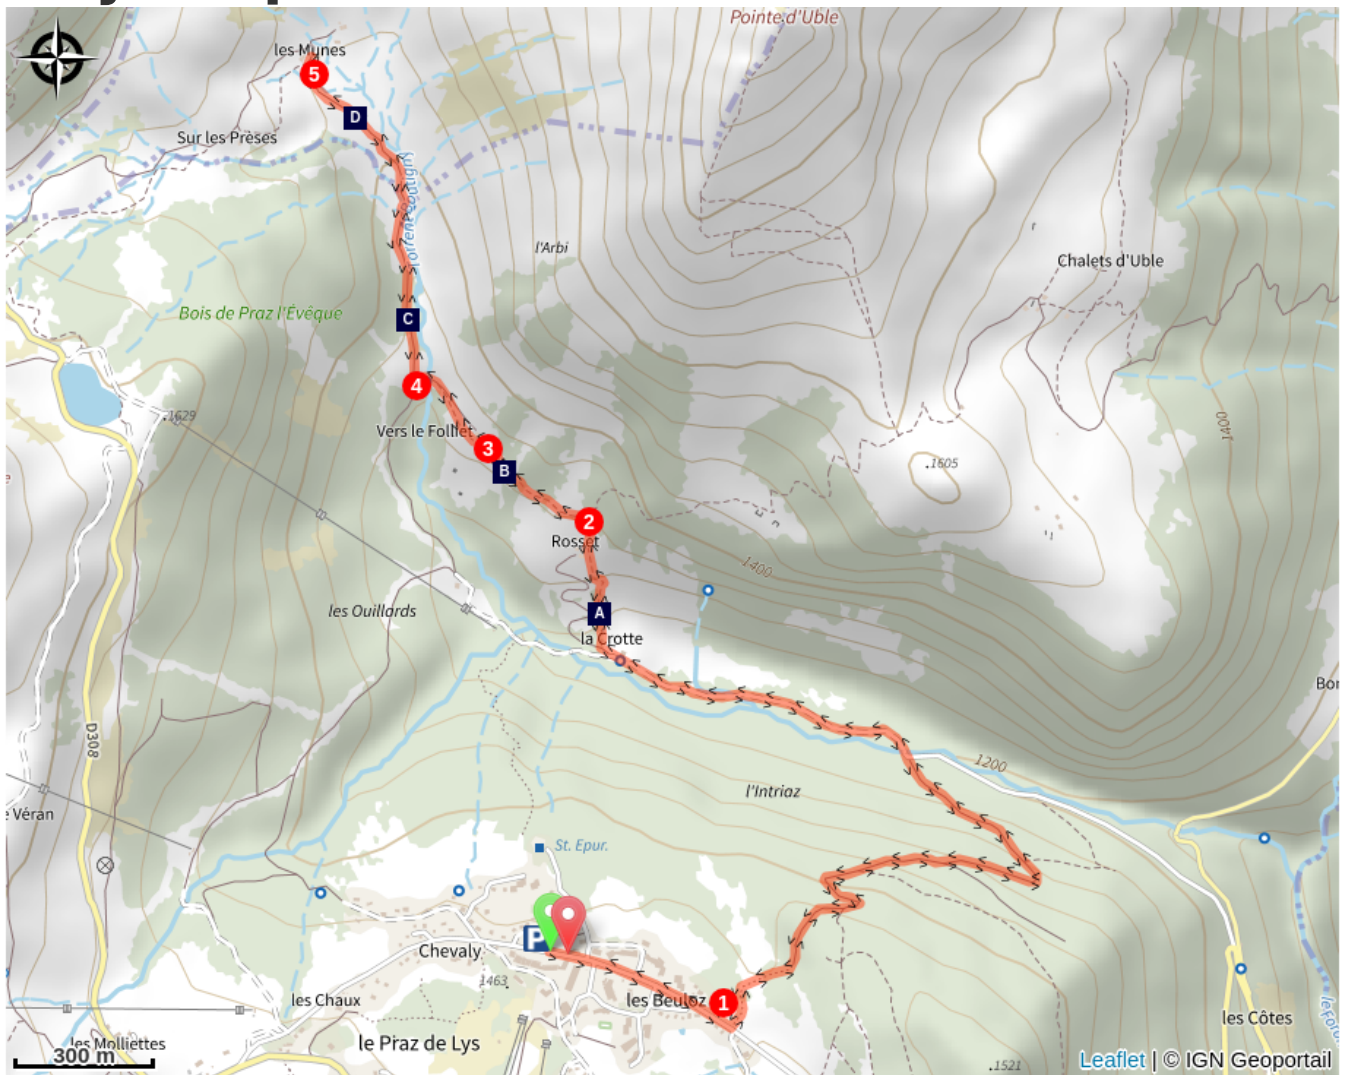 Pointe d'Uble
les Munes
5
D
Sur les Prèses
l'Arbi
Chalets d'Uble
Bois de Praz l'Évêque
C
4
1629
1400
Vers le Folliet
3
B
.1605
2
Rosset
1400
les Ouillards
A
la Crotte
D308
1200
l'Intriaz
e Véran
St. Epur.
P
Chevaly
1463
les Chaux
les Beuloz
1
les Côtes
le Praz de Lys
les Molliettes
300 m
.1521
Leaflet | © IGN Geoportail